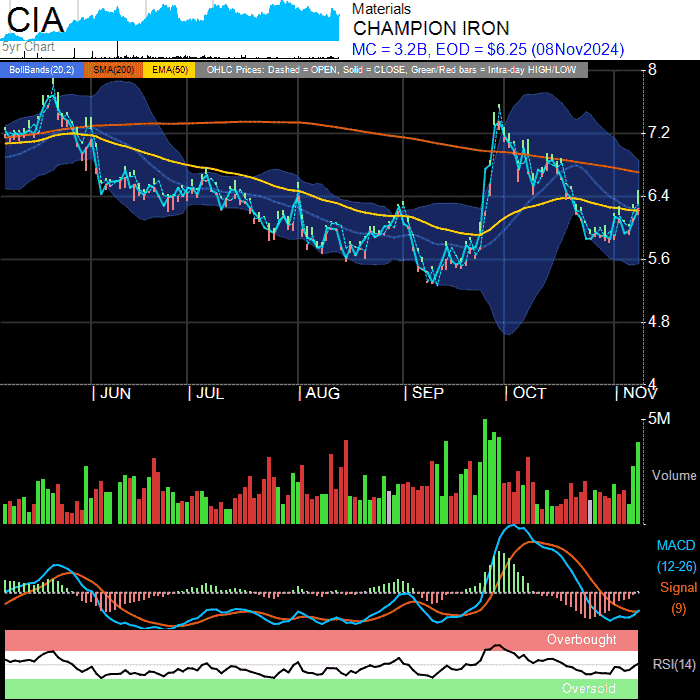 CIA
5yr Chart
Materials
CHAMPION IRON
MC = 3.2B, EOD = $6.25 (08Nov2024)
BollBands(20,2) SMA(200) EMA(50) OHLC Prices: Dashed = OPEN, Solid = CLOSE, Green/Red bars = Intra-day HIGH/LOW
8
7.2
6.4
5.6
4.8
4
JUN JUL AUG SEP OCT NOV
5M
Volume
MACD
(12-26)
Signal
(9)
Overbought
RSI(14)
Oversold